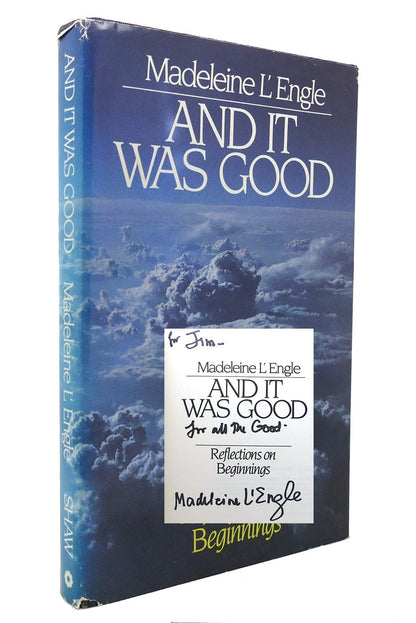 Madeleine L'Engle
AND IT
WAS GOOD
for Jim—
Madeleine L'Engle
AND IT
WAS GOOD
for all the Good-
Reflections on
Beginnings
Madeleine L'Engle
Beginnings
AND IT WAS GOOD Madeleine L'Engle SHAW